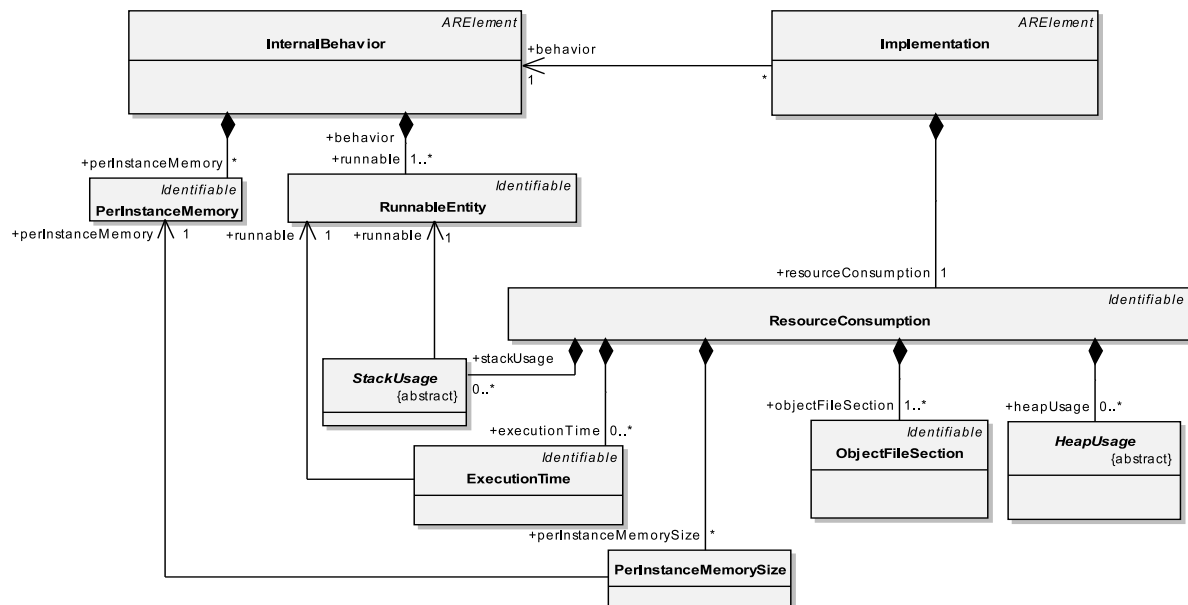 ARElement
InternalBehavior
ARElement
Implementation
+behavior
1
*
+behavior
+perInstanceMemory *
+runnable 1..*
Identifiable
PerInstanceMemory
Identifiable
RunnableEntity
+perInstanceMemory 1
+runnable 1
+runnable 1
+resourceConsumption 1
Identifiable
ResourceConsumption
+stackUsage
0..*
StackUsage
{abstract}
+objectFileSection 1..*
+heapUsage 0..*
+executionTime 0..*
Identifiable
ObjectFileSection
HeapUsage
{abstract}
Identifiable
ExecutionTime
+perInstanceMemorySize *
PerInstanceMemorySize